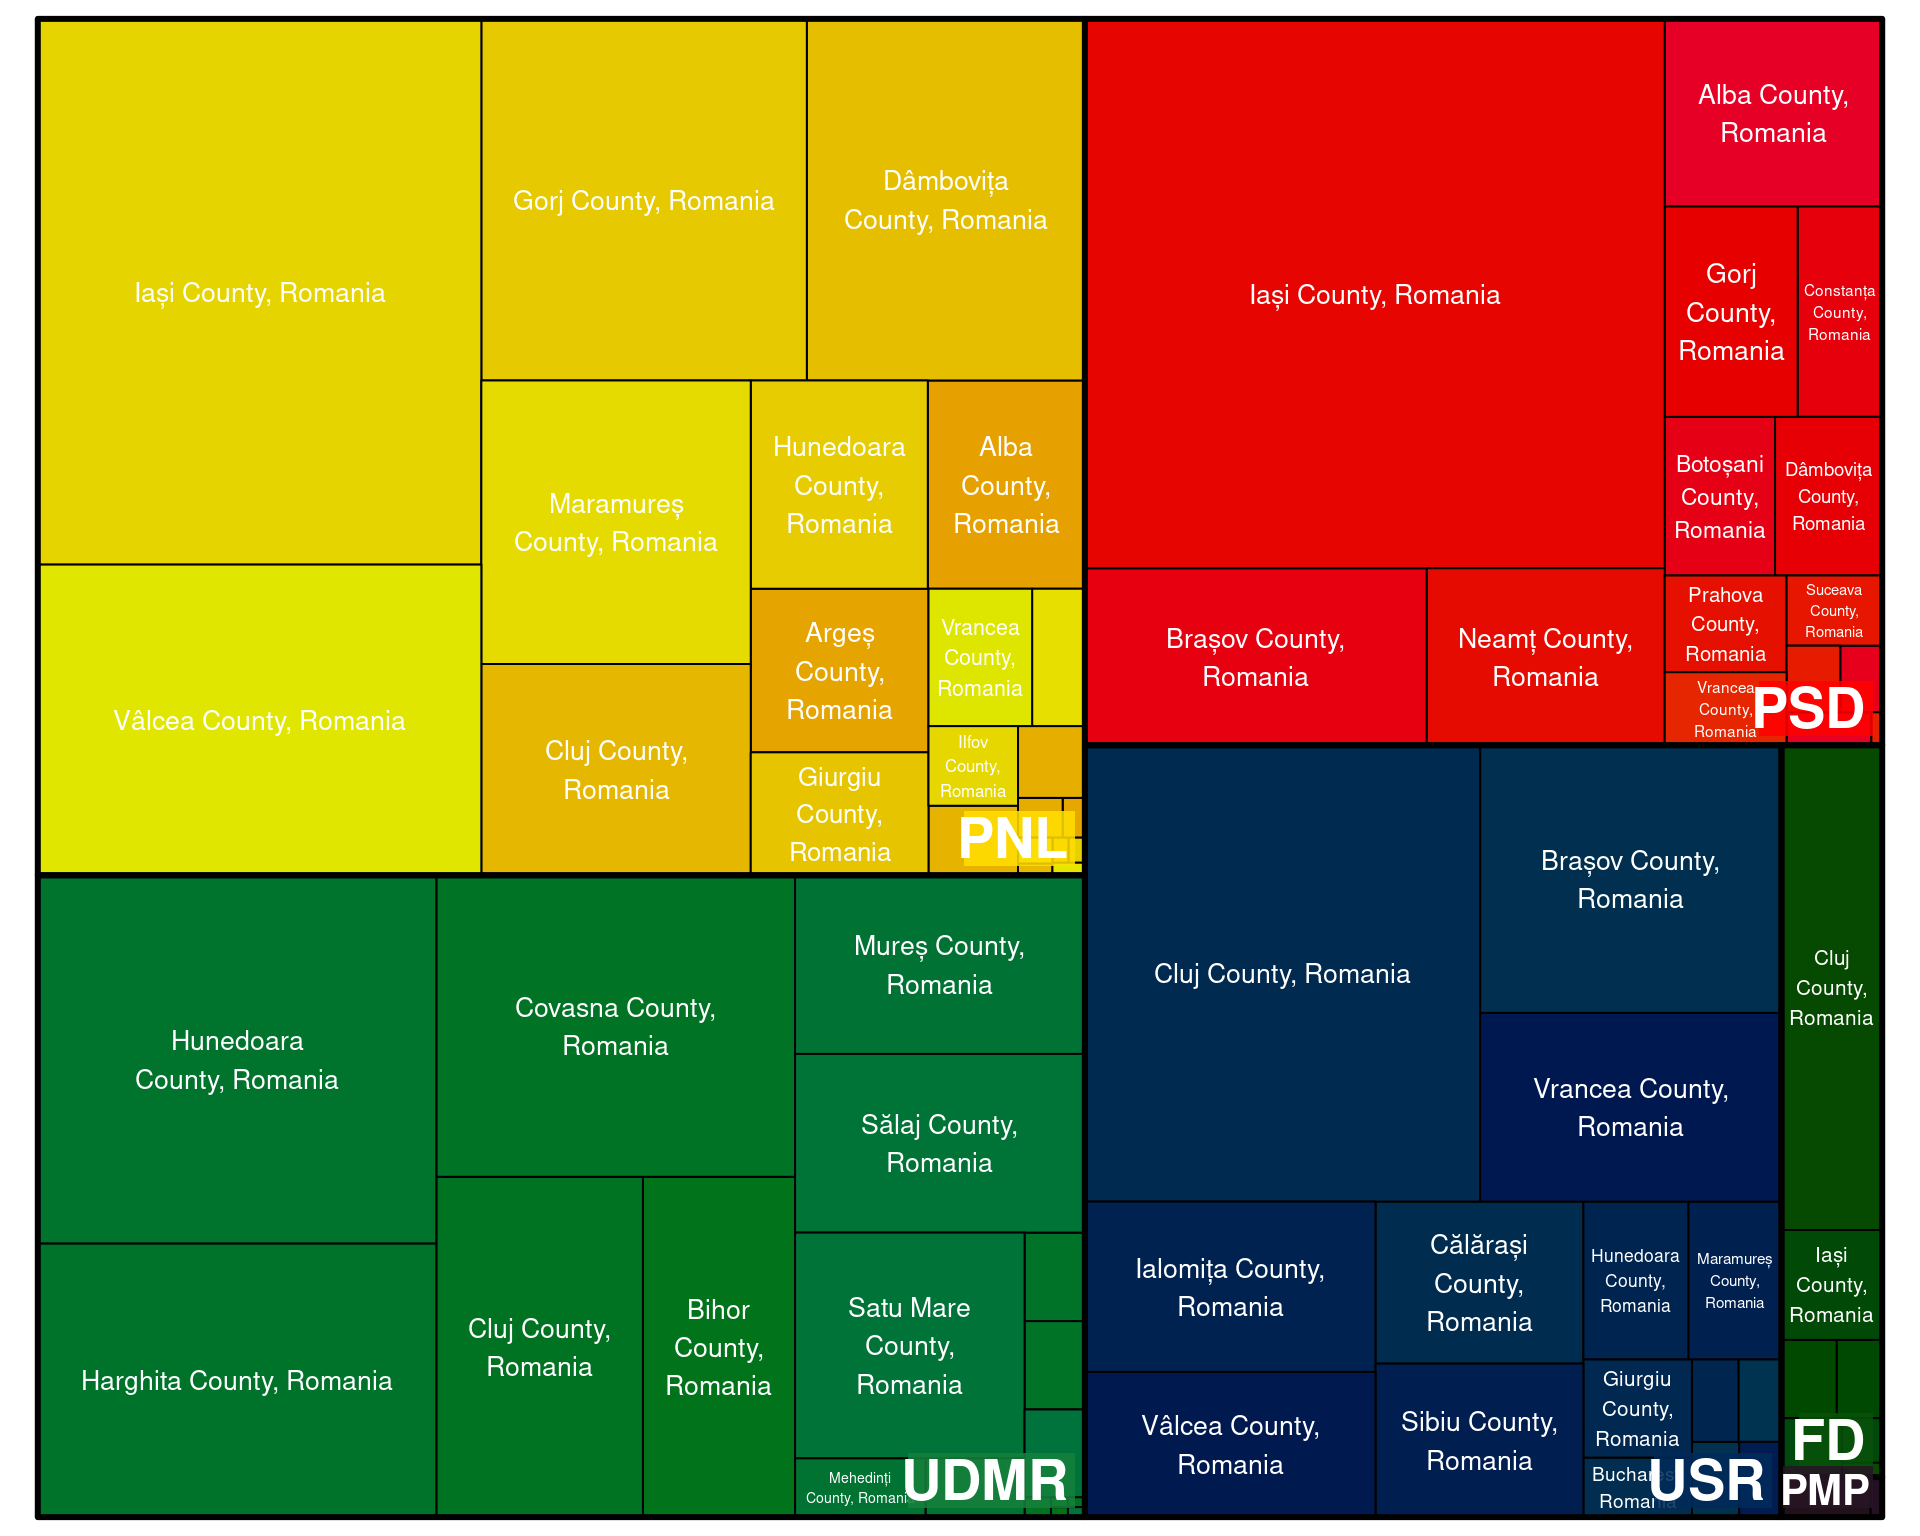 Iași County, Romania
Gorj County, Romania
Dâmbovița
County, Romania
Vâlcea County, Romania
Maramureș
County, Romania
Cluj County,
Romania
Hunedoara
County,
Romania
Alba
County,
Romania
Argeș
County,
Romania
Giurgiu
County,
Romania
Vrancea
County,
Romania
Ilfov
County,
Romania
PNL
Iași County, Romania
Alba County,
Romania
Gorj
County,
Romania
Constanța
County,
Romania
Botoșani
County,
Romania
Dâmbovița
County,
Romania
Brașov County,
Romania
Neamț County,
Romania
Prahova
County,
Romania
Suceava
County,
Romania
Vrancea
County,
Romania
PSD
Hunedoara
County, Romania
Harghita County, Romania
Covasna County,
Romania
Cluj County,
Romania
Bihor
County,
Romania
Mureș County,
Romania
Sălaj County,
Romania
Satu Mare
County,
Romania
Mehedinți
County, Romani
UDMR
Cluj County, Romania
Brașov County,
Romania
Vrancea County,
Romania
Ialomița County,
Romania
Vâlcea County,
Romania
Călărași
County,
Romania
Sibiu County,
Romania
Hunedoara
County,
Romania
Maramureș
County,
Romania
Giurgiu
County,
Romania
Bucharest
Romania
USR
Cluj
County,
Romania
Iași
County,
Romania
FD
PMP